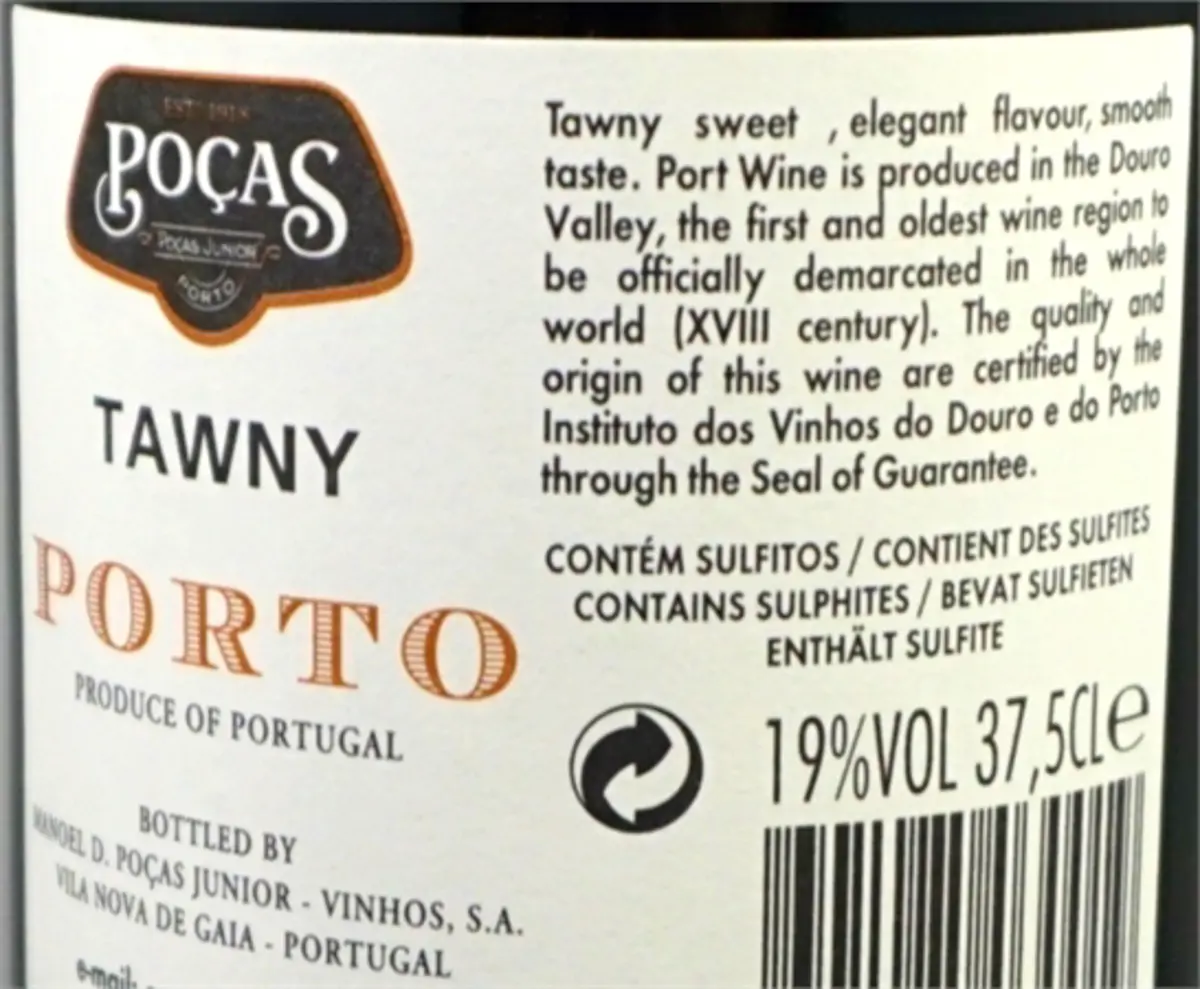 EST. 1918
POÇAS
POÇAS JUNIOR
PORTO
TAWNY
PORTO
PRODUCE OF PORTUGAL
BOTTLED BY
MANOEL D. POÇAS JUNIOR - VINHOS, S.A.
VILA NOVA DE GAIA - PORTUGAL
e-mail:
Tawny sweet , elegant flavour, smooth
taste. Port Wine is produced in the Douro
Valley, the first and oldest wine region to
be officially demarcated in the whole
world (XVIII century). The quality and
origin of this wine are certified by the
Instituto dos Vinhos do Douro e do Porto
through the Seal of Guarantee.
CONTÉM SULFITOS / CONTIENT DES SULFITES
CONTAINS SULPHITES / BEVAT SULFIETEN
ENTHÄLT SULFITE
19%VOL 37,5CLe